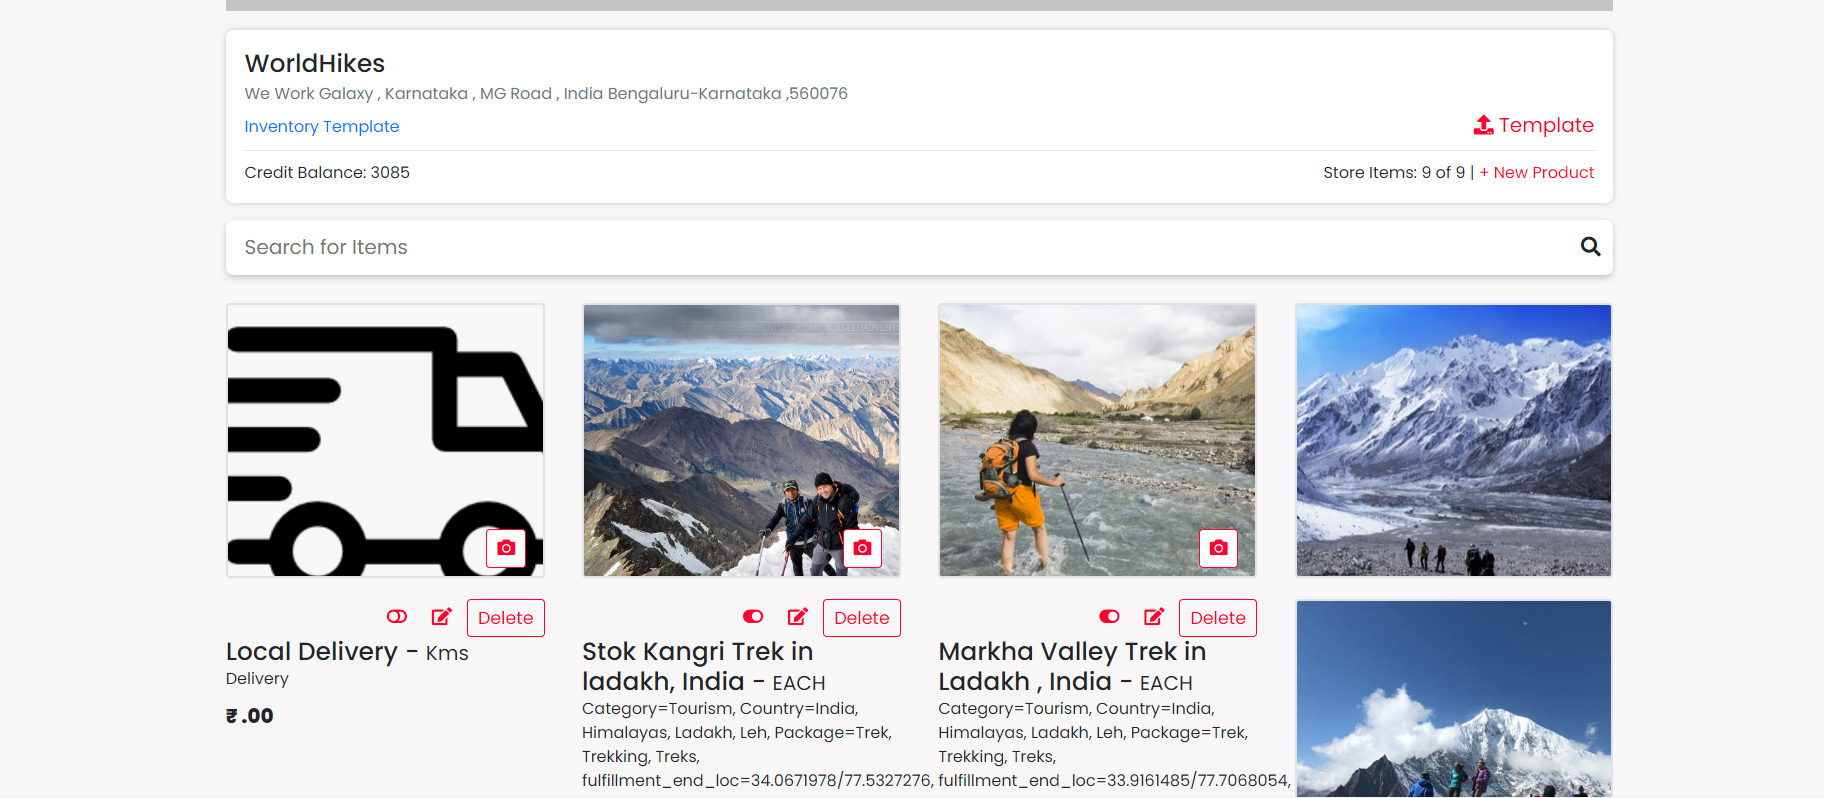 WorldHikes
We Work Galaxy , Karnataka , MG Road , India Bengaluru-Karnataka ,560076
Inventory Template
Template
Credit Balance: 3085
Store Items: 9 of 9 | + New Product
Search for Items
Delete
Local Delivery - Kms
Delivery
₹ .00
Delete
Stok Kangri Trek in
ladakh, India - EACH
Category=Tourism, Country=India,
Himalayas, Ladakh, Leh, Package=Trek,
Trekking, Treks,
fulfillment_end_loc=34.0671978/77.5327276,
Delete
Markha Valley Trek in
Ladakh , India - EACH
Category=Tourism, Country=India,
Himalayas, Ladakh, Leh, Package=Trek,
Trekking, Treks,
fulfillment_end_loc=33.9161485/77.7068054,